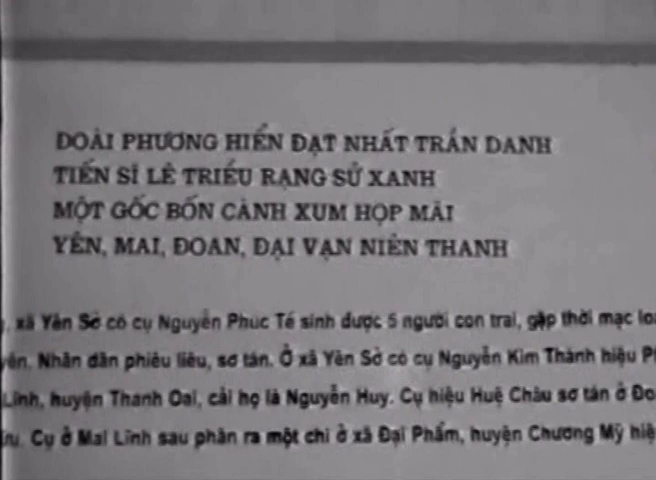 ĐOÀI PHƯƠNG HIỂN ĐẠT NHẤT TRẦN DANH
TIẾN SĨ LÊ TRIỀU RẠNG SỬ XANH
MỘT GỐC BỐN CÀNH XUM HỌP MÃI
YÊN, MAI, ĐOAN, ĐẠI VẠN NIÊN THANH
xã Yên Sở có cụ Nguyễn Phúc Tế sinh được 5 người con trai, gặp thời mạc
Nhân dân phiêu liêu, sơ tán. Ở xã Yên Sở có cụ Nguyễn Kim Thành hiệu
Lĩnh, huyện Thanh Oai, cải họ là Nguyễn Huy. Cụ hiệu Huệ Châu sơ tán ở
Cụ ở Mai Lĩnh sau phân ra một chi ở xã Đại Phẩm, huyện Chương Mỹ